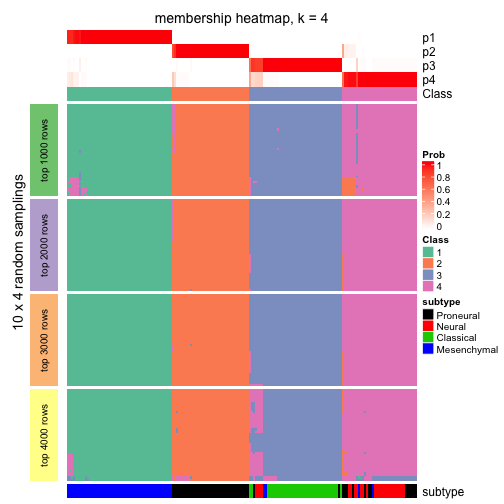 membership heatmap, k = 4
p1
p2
p3
p4
Class
10 x 4 random samplings
top 1000 rows
top 2000 rows
top 3000 rows
top 4000 rows
Prob
1
0.8
0.6
0.4
0.2
0
Class
1
2
3
4
subtype
Proneural
Neural
Classical
Mesenchymal
subtype